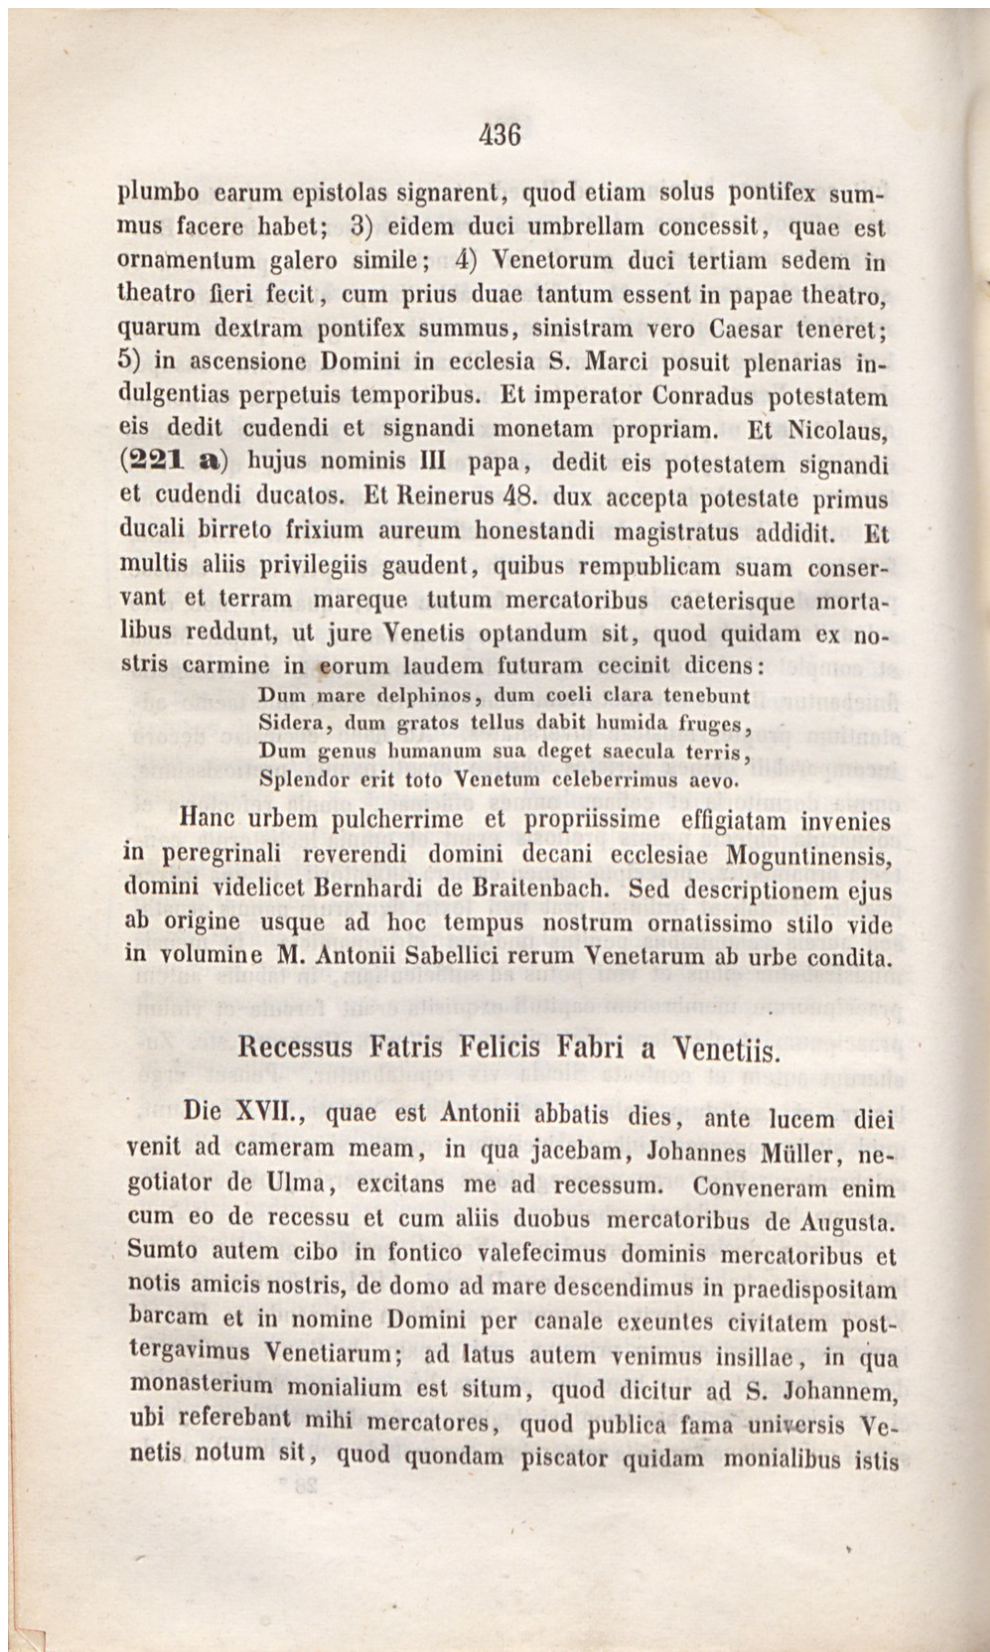 436
plumbo earum epistolas signarent, quod etiam solus pontifex sum-
mus facere habet; 3) eidem duci umbrellam concessit, quae est
ornamentum galero simile; 4) Venetorum duci tertiam sedem in
theatro fieri fecit, cum prius duae tantum essent in papae theatro,
quarum dextram pontifex summus, sinistram vero Caesar teneret;
5) in ascensione Domini in ecclesia S. Marci posuit plenarias in-
dulgentias perpetuis temporibus. Et imperator Conradus potestatem
eis dedit cudendi et signandi monetam propriam. Et Nicolaus,
(221 a) hujus nominis III papa, dedit eis potestatem signandi
et cudendi ducatos. Et Reinerus 48. dux accepta potestate primus
ducali birreto frixium aureum honestandi magistratus addidit. Et
multis aliis privilegiis gaudent, quibus rempublicam suam conser-
vant et terram mareque tutum mercatoribus caeterisque morta-
libus reddunt, ut jure Venetis optandum sit, quod quidam ex no-
stris carmine in eorum laudem futuram cecinit dicens:
Dum mare delphinos, dum coeli clara tenebunt
Sidera, dum gratos tellus dabit humida fruges,
Dum genus humanum sua deget saecula terris,
Splendor erit toto Venetum celeberrimus aevo.
Hanc urbem pulcherrime et propriissime effigiatam invenies
in peregrinali reverendi domini decani ecclesiae Moguntinensis,
domini videlicet Bernhardi de Braitenbach. Sed descriptionem ejus
ab origine usque ad hoc tempus nostrum ornatissimo stilo vide
in volumine M. Antonii Sabellici rerum Venetarum ab urbe condita.
Recessus Fatris Felicis Fabri a Venetiis.
Die XVII., quae est Antonii abbatis dies, ante lucem diei
venit ad cameram meam, in qua jacebam, Johannes Müller, ne-
gotiator de Ulma, excitans me ad recessum. Conveneram enim
cum eo de recessu et cum aliis duobus mercatoribus de Augusta.
Sumto autem cibo in fontico valefecimus dominis mercatoribus et
notis amicis nostris, de domo ad mare descendimus in praedispositam
barcam et in nomine Domini per canale exeuntes civitatem post-
tergavimus Venetiarum; ad latus autem venimus insillae, in qua
monasterium monialium est situm, quod dicitur ad S. Johannem,
ubi referebant mihi mercatores, quod publica fama universis Ve-
netis notum sit, quod quondam piscator quidam monialibus istis